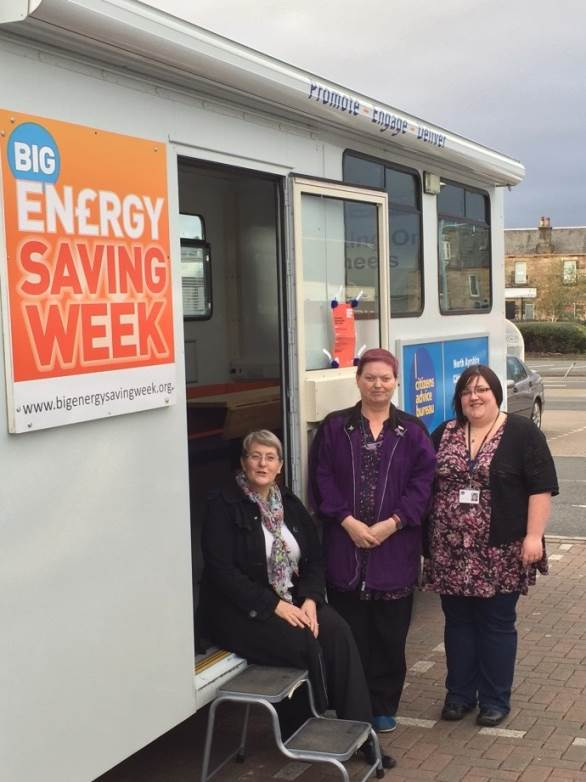 Promote - Engage - Deliver
BIG
EN£RGY
SAVING
WEEK
www.bigenergysavingweek.org.
citizens
advice
bureau
North Ayrshire